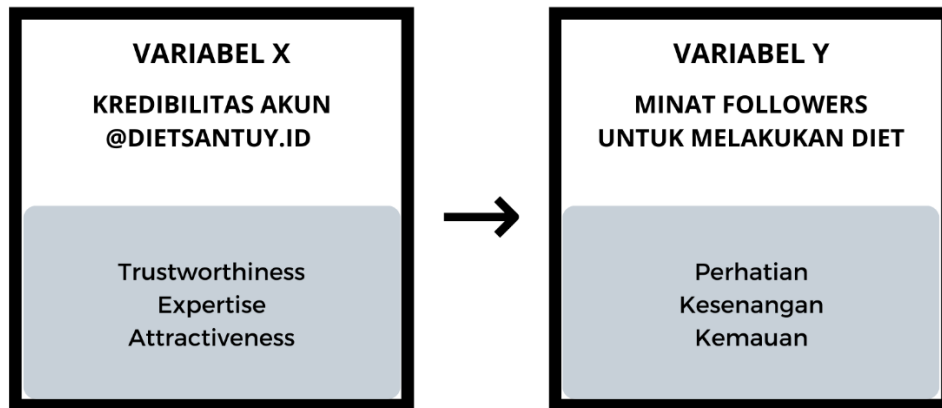 VARIABEL X
KREDIBILITAS AKUN
@DIETSANTUY.ID
Trustworthiness
Expertise
Attractiveness
VARIABEL Y
MINAT FOLLOWERS
UNTUK MELAKUKAN DIET
Perhatian
Kesenangan
Kemauan